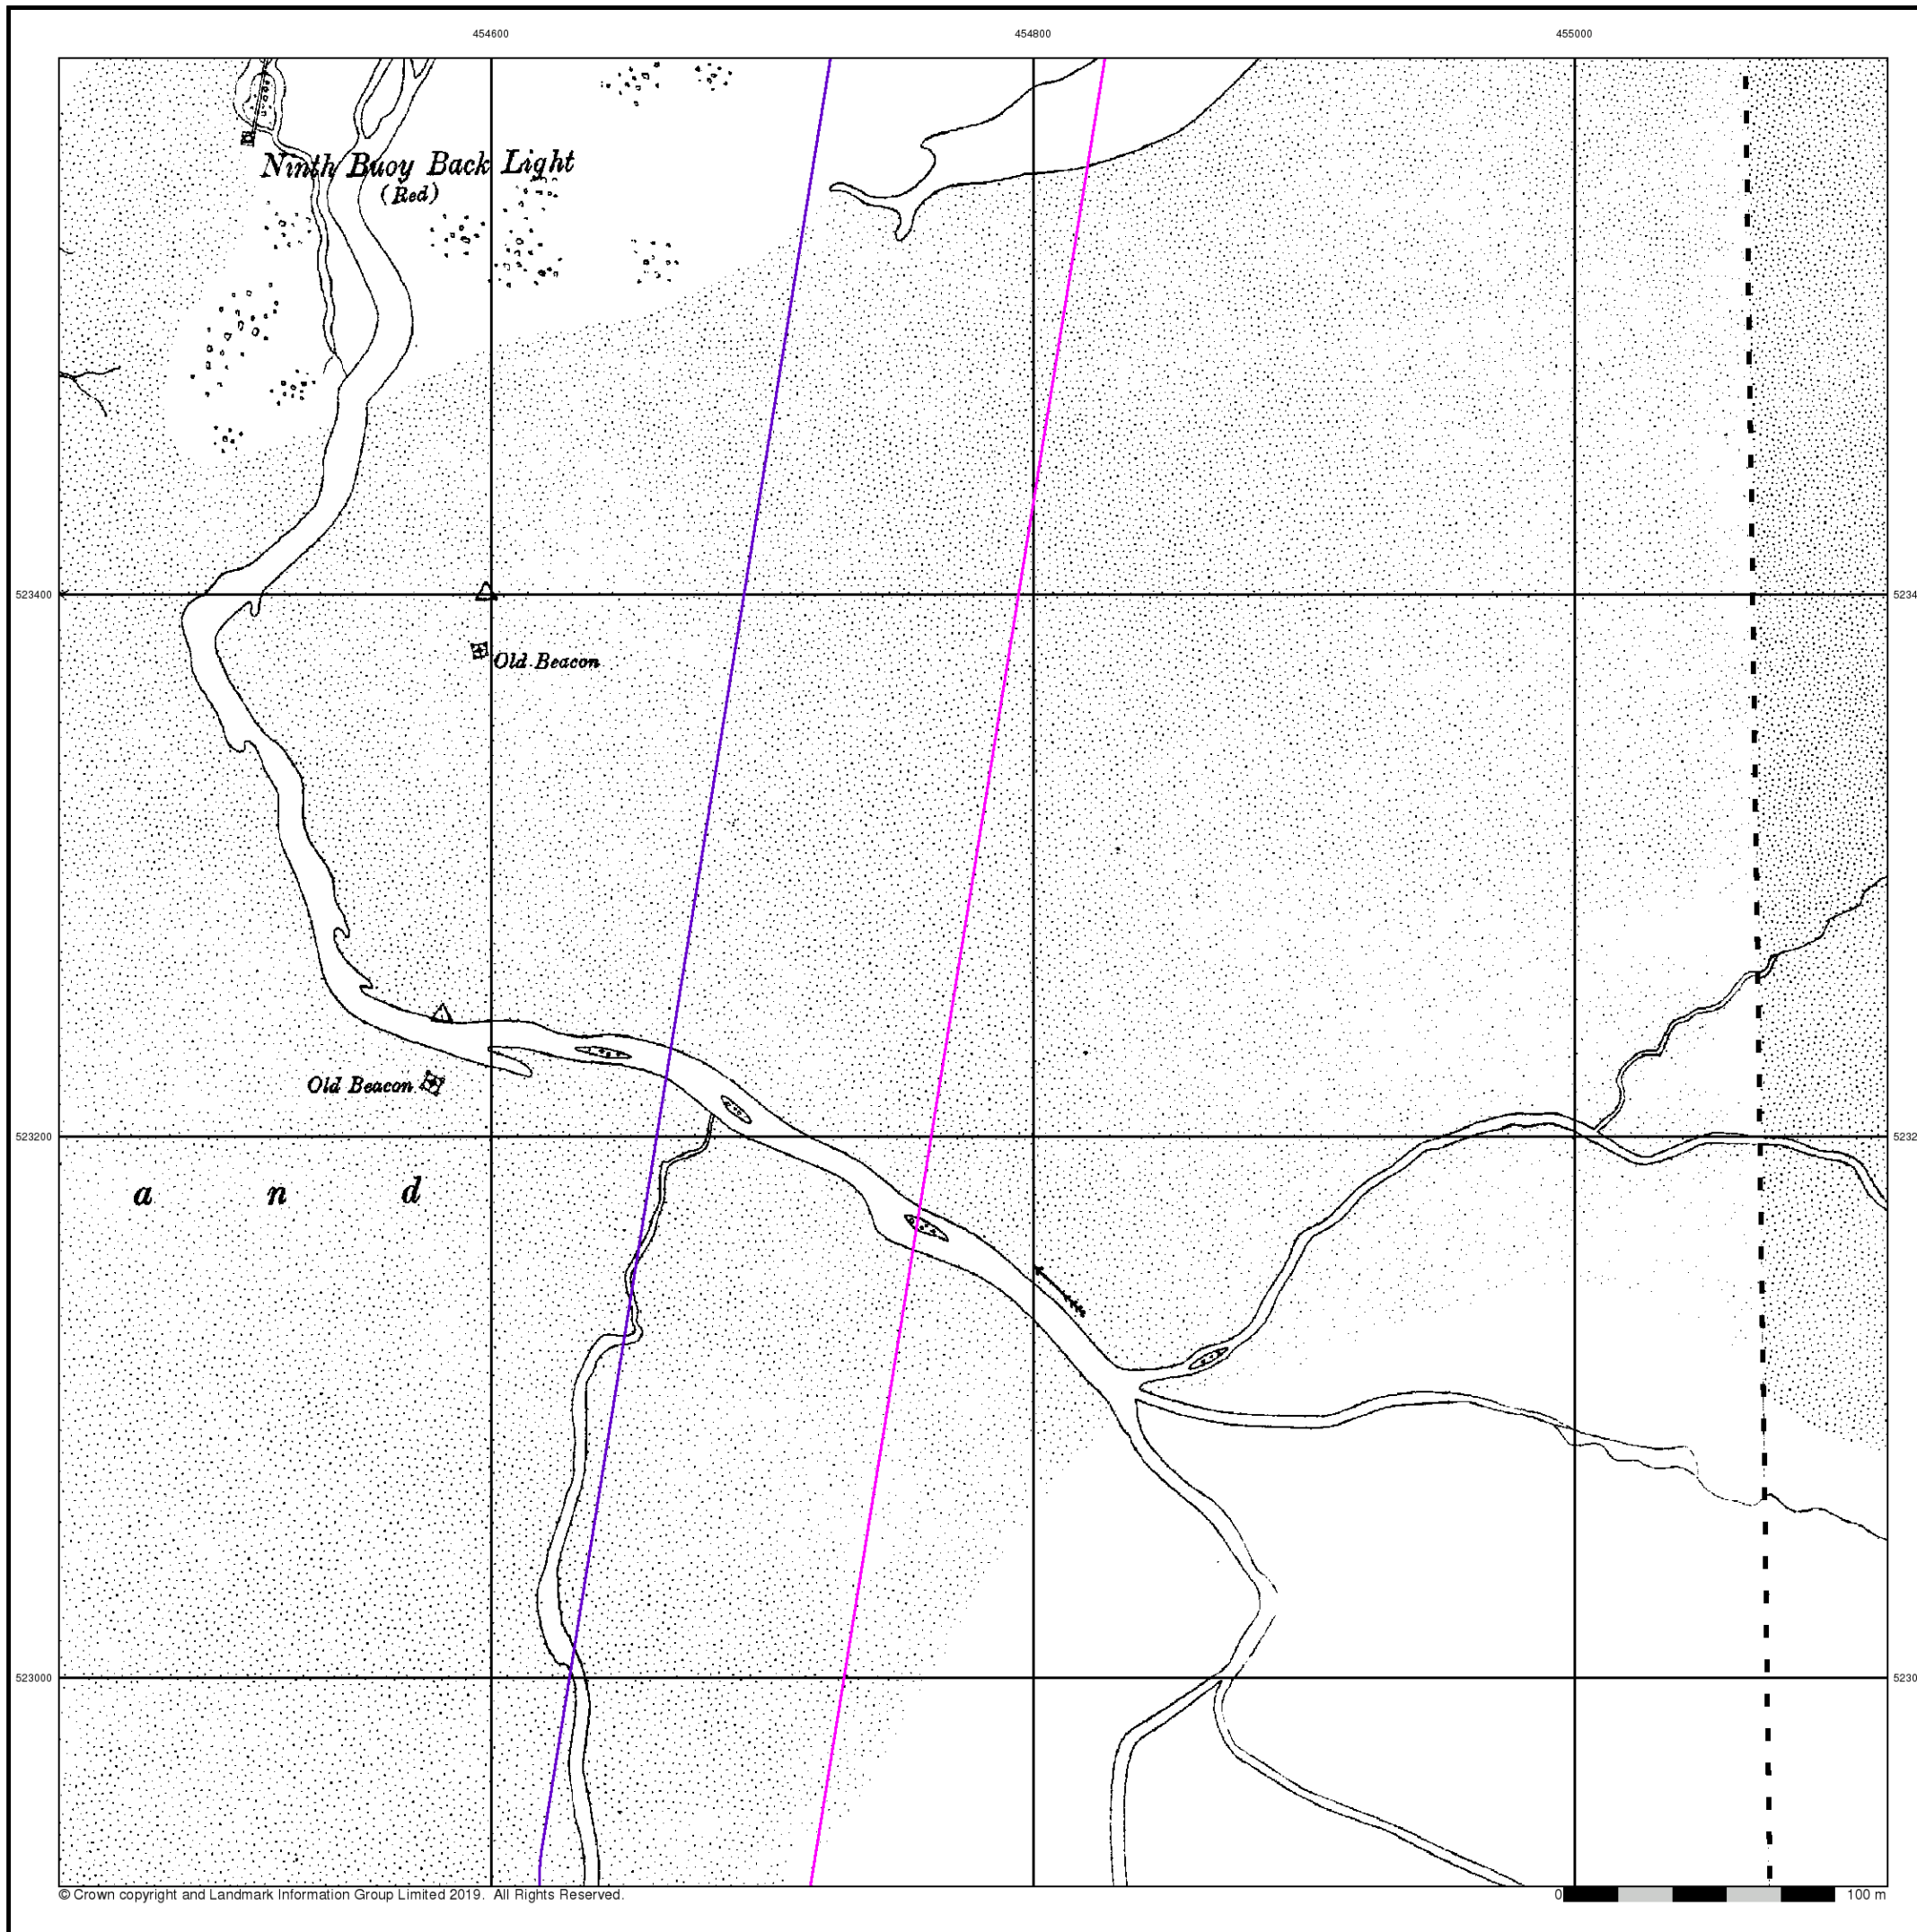 454600 454800 455000
Ninth Buoy Back Light
(Red)
523400 5234
Old Beacon
Old Beacon
523200 5232
a n d
523000 5230
© Crown copyright and Landmark Information Group Limited 2019. All Rights Reserved. 0 100 m